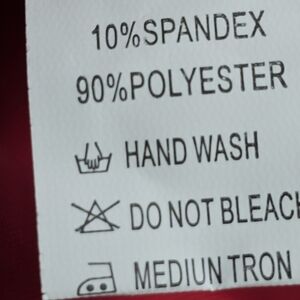 10%SPANDEX
90%POLYESTER
HAND WASH
DO NOT BLEACH
MEDIUN TRON